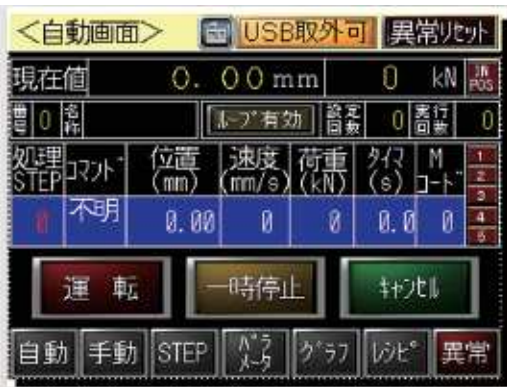 <自動画面> USB取外可 異常ﾘｾｯﾄ
現在値 0.00mm 0 kN IN POS
番号 0 名称 ﾙｰﾌﾟ有効 設定回数 0 実行回数 0
処理STEP ｺﾏﾝﾄﾞ 位置(mm) 速度(mm/s) 荷重(kN) ﾀｲﾏ(s) Mｺｰﾄﾞ 1 2 3 4 5
0 不明 0.00 0 0 0.0 0
運転 一時停止 ｷｬﾝｾﾙ
自動 手動 STEP ﾊﾟﾗﾒｰﾀ ｸﾞﾗﾌ ﾚｼﾋﾟ 異常